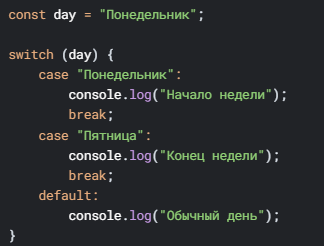 const day = "Понедельник";

switch (day) {
    case "Понедельник":
        console.log("Начало недели");
        break;
    case "Пятница":
        console.log("Конец недели");
        break;
    default:
        console.log("Обычный день");
}